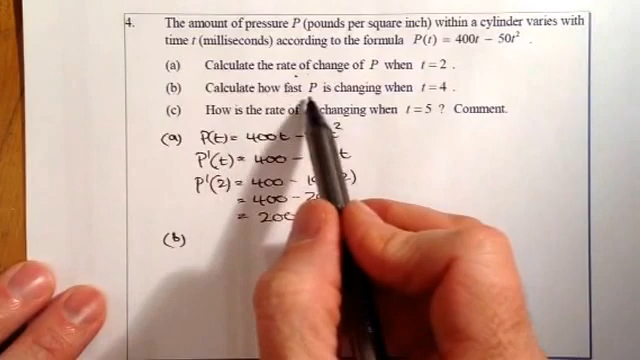 4. The amount of pressure P (pounds per square inch) within a cylinder varies with
time t (milliseconds) according to the formula P(t) = 400t − 50t² .
(a) Calculate the rate of change of P when t = 2 .
(b) Calculate how fast P is changing when t = 4 .
(c) How is the rate of changing when t = 5 ? Comment.
(a) P(t) = 400t − t²
P'(t) = 400 − t
P'(2) = 400 − 2)
= 400 −
= 200
(b)